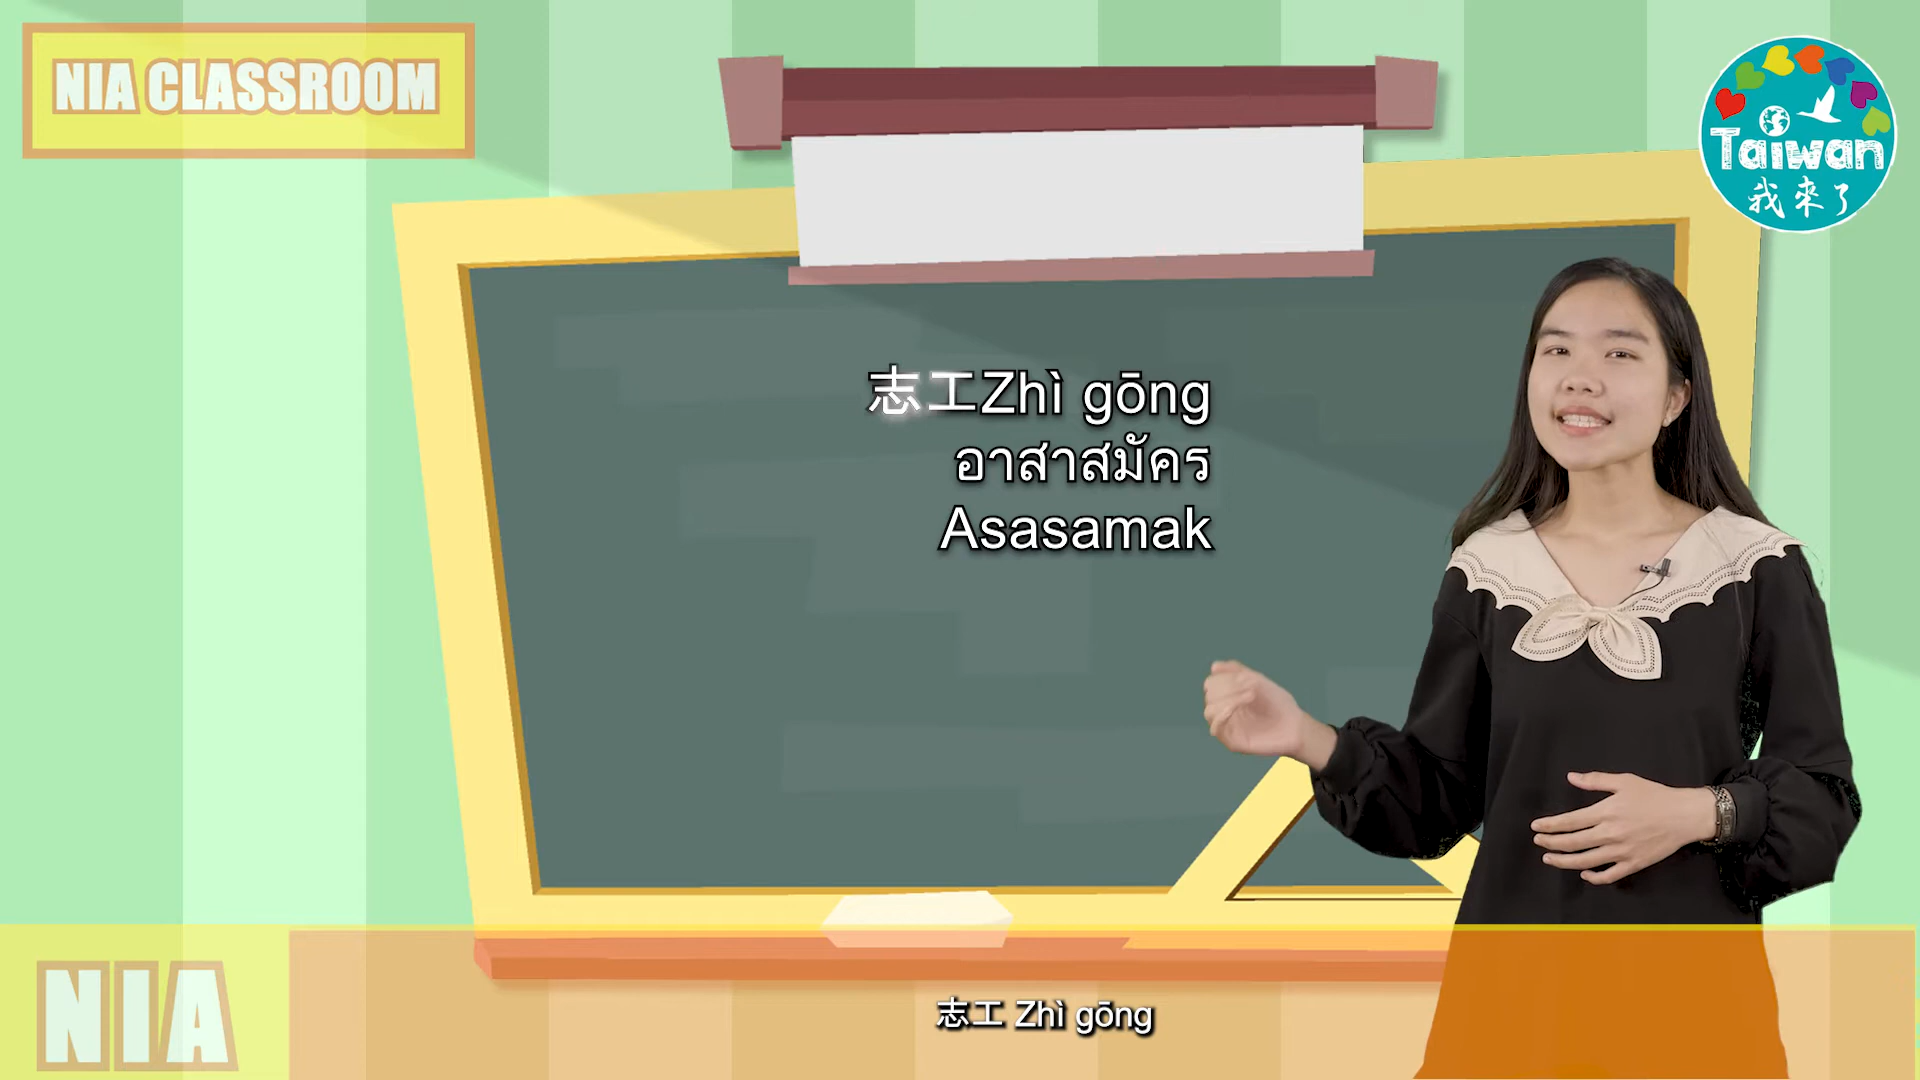 NIA CLASSROOM
Taiwan
我來了
志工Zhì gōng
อาสาสมัคร
Asasamak
NIA
志工 Zhì gōng